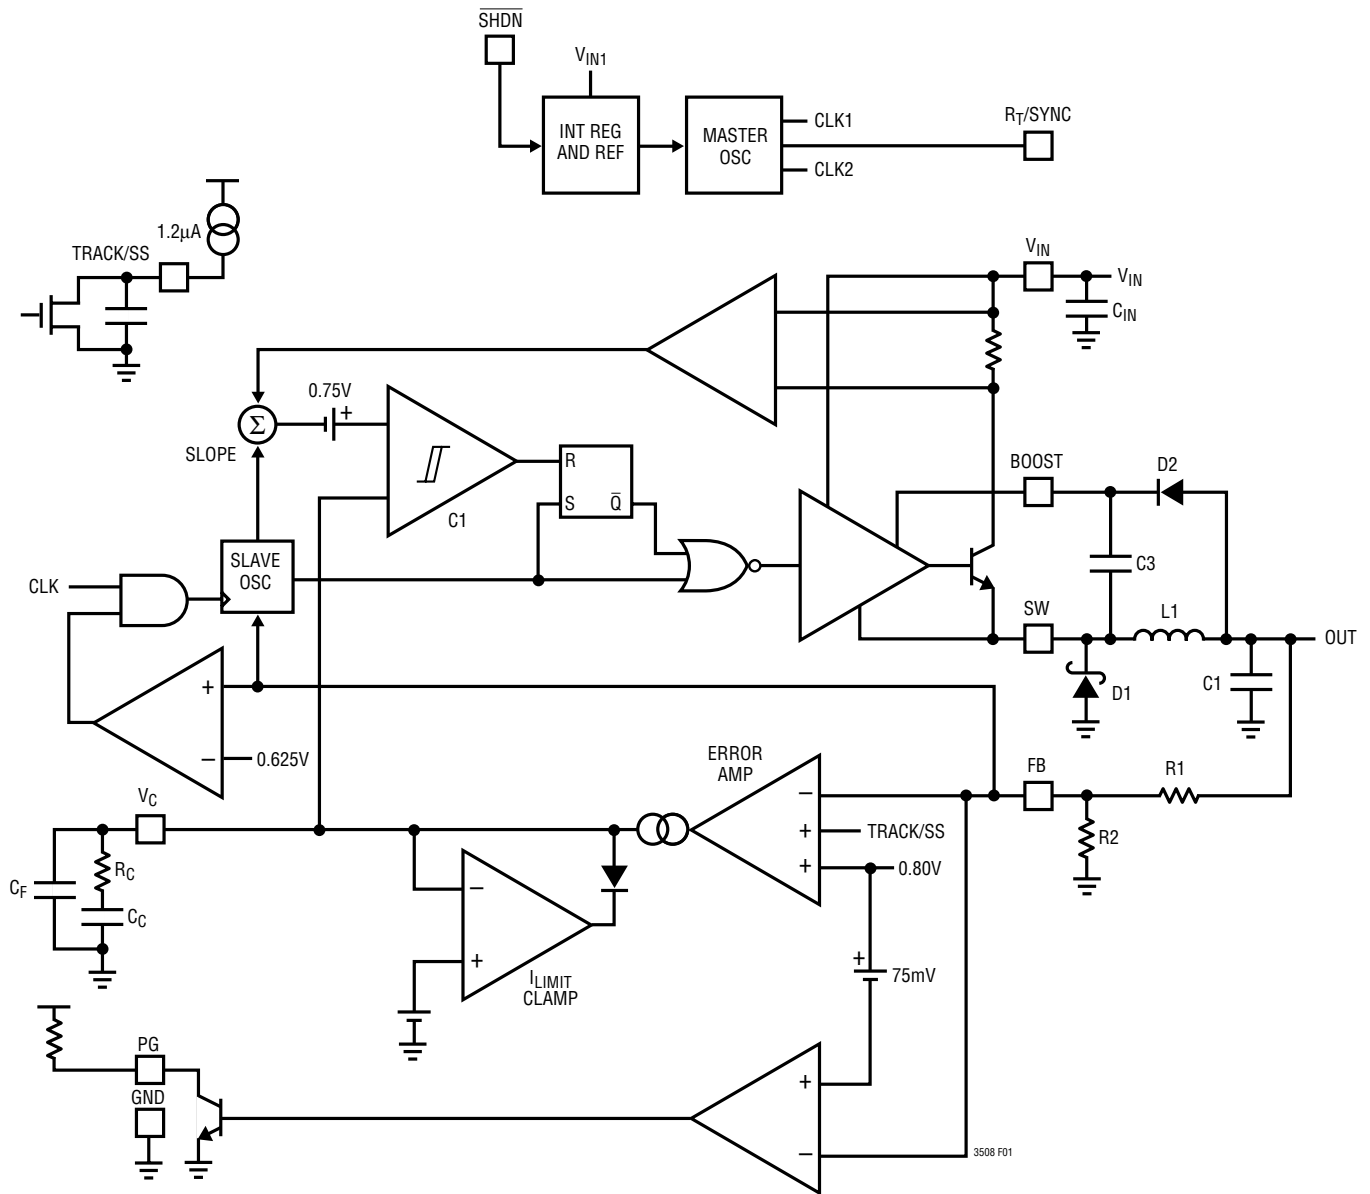 SHDN
VIN1
INT REG
AND REF
MASTER
OSC
CLK1
CLK2
RT/SYNC
1.2µA
TRACK/SS
VIN
VIN
CIN
0.75V
+
Σ
SLOPE
C1
R
S
Q̅
BOOST
D2
C3
SLAVE
OSC
CLK
SW
L1
OUT
D1
C1
+
−
0.625V
ERROR
AMP
FB
R1
R2
−
+
TRACK/SS
+
0.80V
VC
RC
CF
CC
−
+
ILIMIT
CLAMP
+
75mV
PG
GND
+
−
3508 F01